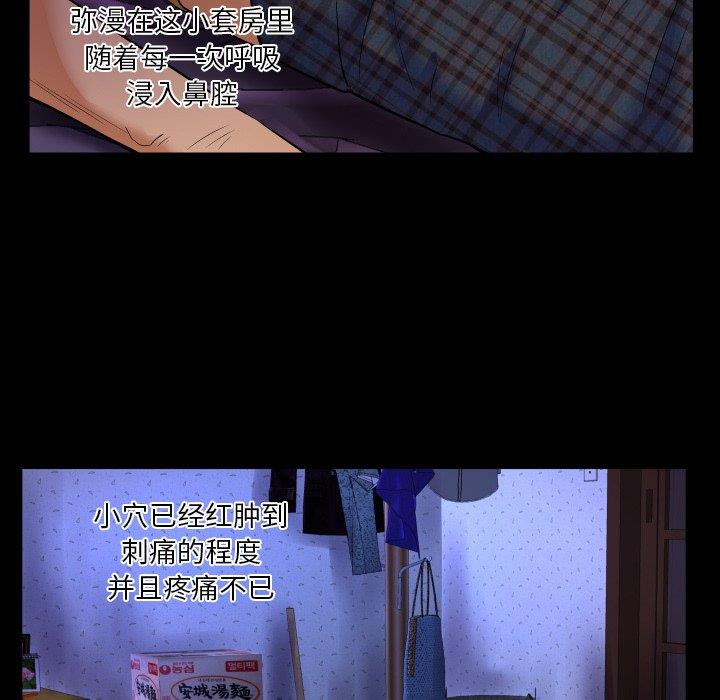 弥漫在这小套房里
随着每一次呼吸
浸入鼻腔
小穴已经红肿到
刺痛的程度
并且疼痛不已
농심
멀티팩
安城湯麵